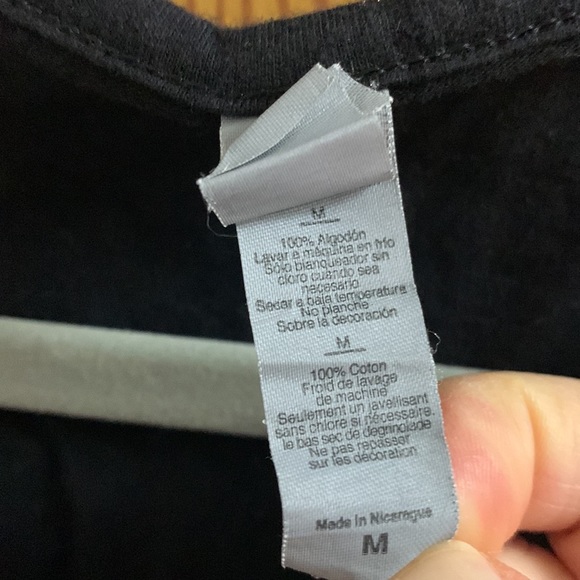 M
100% Algodón
Lavar a máquina en frío
Sólo blanqueador sin
cloro cuando sea
necesario
Secar a baja temperatura
No planche
Sobre la decoración
M
100% Coton
Froid de lavage
de machine
Seulement un javellisant
sans chlore si nécessaire
le bas sec de degrinolade
Ne pas repasser
sur les décoration
Made In Nicaragua
M